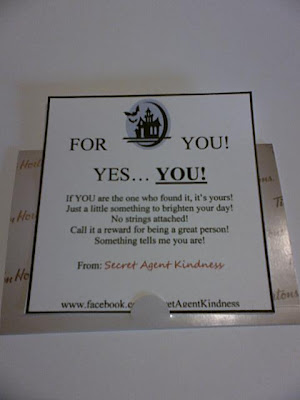 FOR YOU!
YES... YOU!
If YOU are the one who found it, it's yours!
Just a little something to brighten your day!
No strings attached!
Call it a reward for being a great person!
Something tells me you are!
From: Secret Agent Kindness
www.facebook.co retAgentKindness